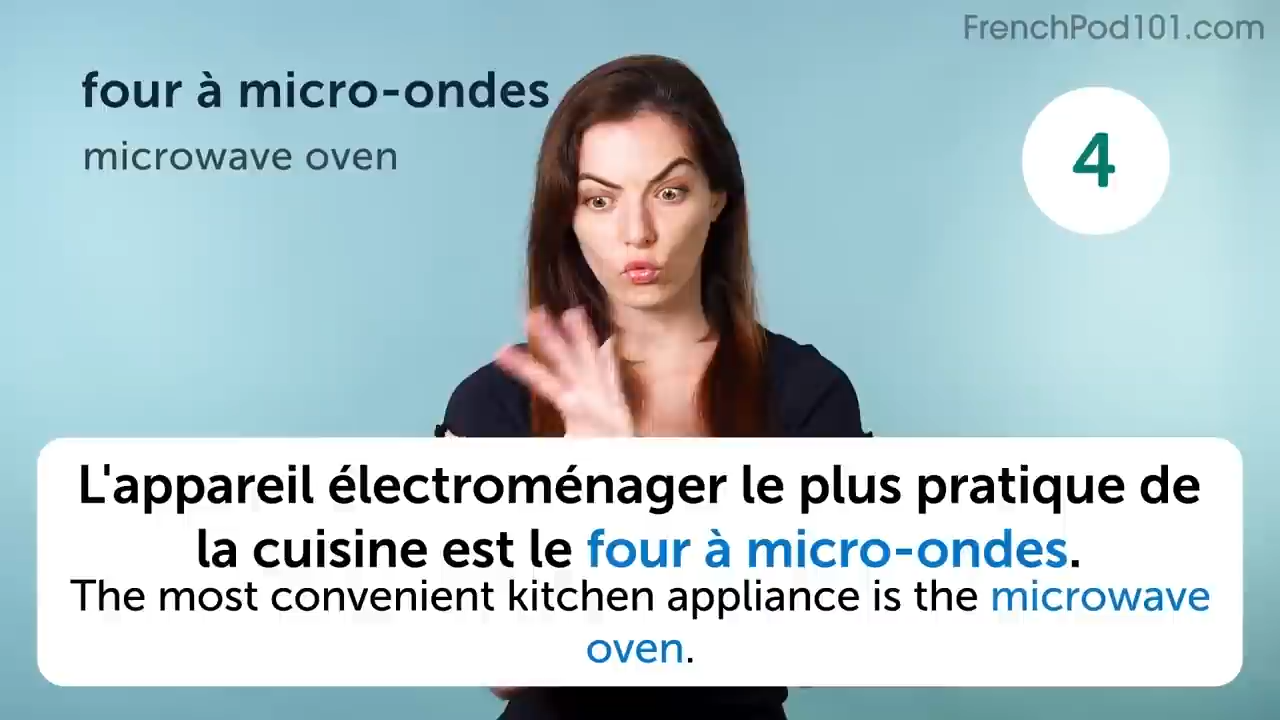 FrenchPod101.com
four à micro-ondes
microwave oven
4
L'appareil électroménager le plus pratique de
la cuisine est le four à micro-ondes.
The most convenient kitchen appliance is the microwave
oven.